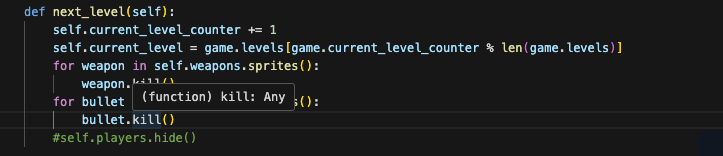 def next_level(self):
self.current_level_counter += 1
self.current_level = game.levels[game.current_level_counter % len(game.levels)]
for weapon in self.weapons.sprites():
weapon.kill()
(function) kill: Any
for bullet s():
bullet.kill()
#self.players.hide()